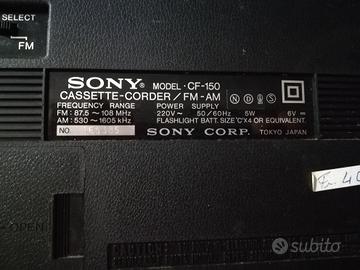 SELECT
FM
SONY® MODEL CF-150
CASSETTE-CORDER / FM-AM
FREQUENCY RANGE POWER SUPPLY
FM : 87.5 ~ 108 MHz 220V~ 50/60Hz 5W 6V
AM : 530 ~ 1605 kHz FLASHLIGHT BATT. SIZE "C"X4 OR EQUIVALENT.
NO. SONY CORP. TOKYO JAPAN
N D S
subito